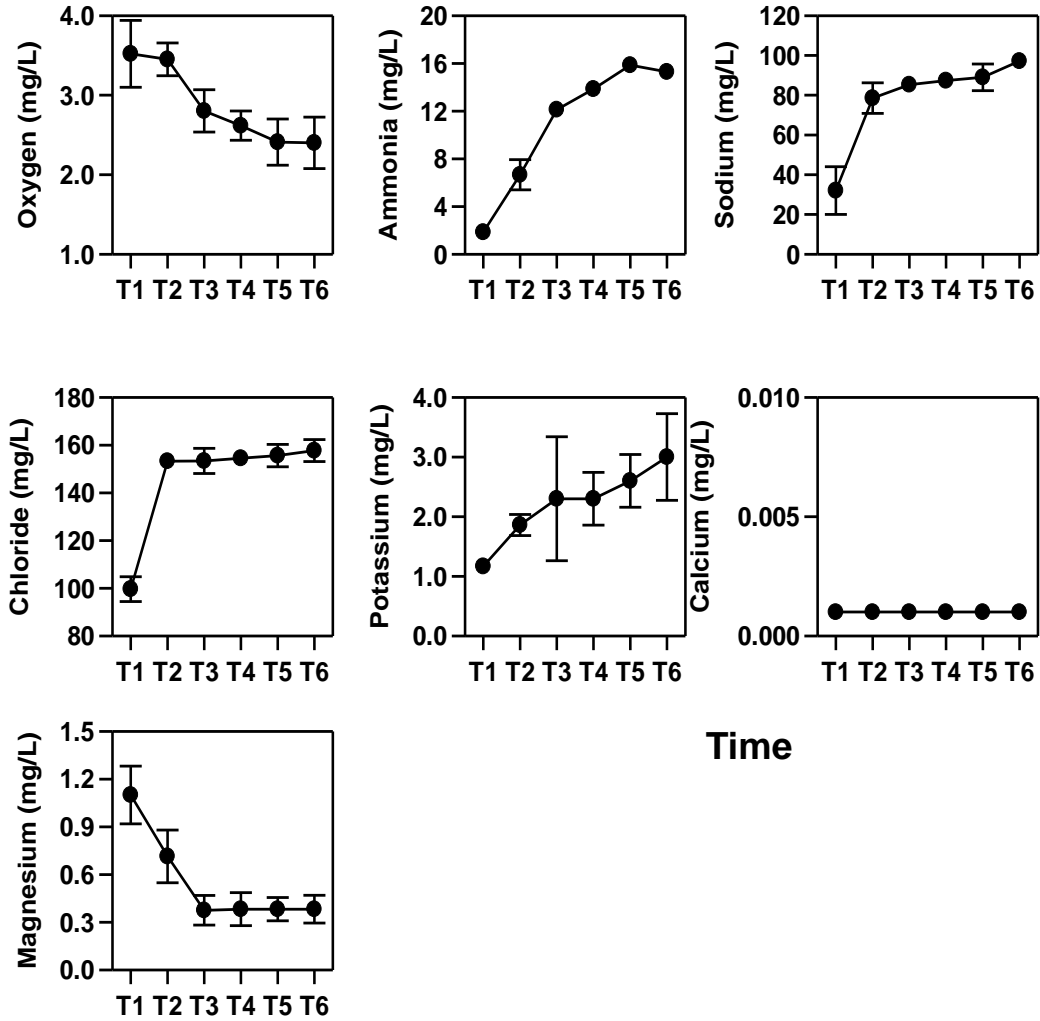 Oxygen (mg/L)
4.0
3.0
2.0
1.0
T1 T2 T3 T4 T5 T6
Ammonia (mg/L)
20
16
12
8
4
0
T1 T2 T3 T4 T5 T6
Sodium (mg/L)
120
100
80
60
40
20
0
T1 T2 T3 T4 T5 T6
Chloride (mg/L)
180
160
140
120
100
80
T1 T2 T3 T4 T5 T6
Potassium (mg/L)
4.0
3.0
2.0
1.0
0.0
T1 T2 T3 T4 T5 T6
Calcium (mg/L)
0.010
0.005
0.000
T1 T2 T3 T4 T5 T6
Magnesium (mg/L)
1.5
1.2
0.9
0.6
0.3
0.0
T1 T2 T3 T4 T5 T6
Time